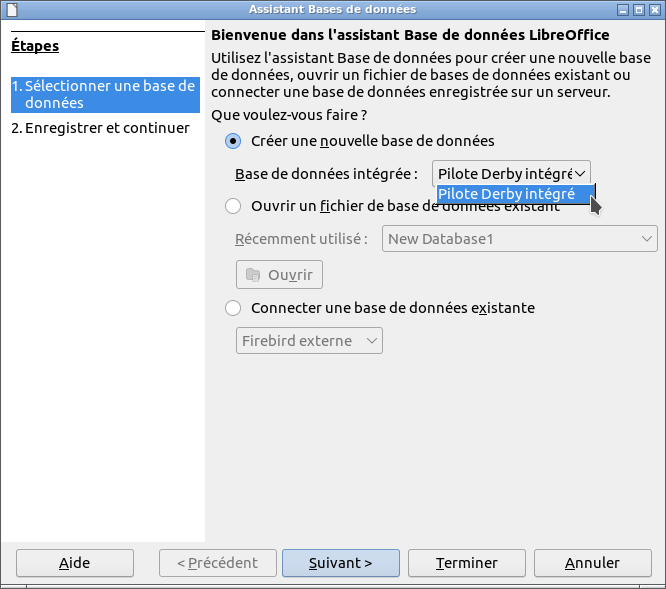 Assistant Bases de données
Étapes
1. Sélectionner une base de
données
2. Enregistrer et continuer
Bienvenue dans l'assistant Base de données LibreOffice
Utilisez l'assistant Base de données pour créer une nouvelle base
de données, ouvrir un fichier de bases de données existant ou
connecter une base de données enregistrée sur un serveur.
Que voulez-vous faire ?
Créer une nouvelle base de données
Base de données intégrée : Pilote Derby intégré
Pilote Derby intégré
Ouvrir un fichier de base de données existant
Récemment utilisé : New Database1
Ouvrir
Connecter une base de données existante
Firebird externe
Aide < Précédent Suivant > Terminer Annuler